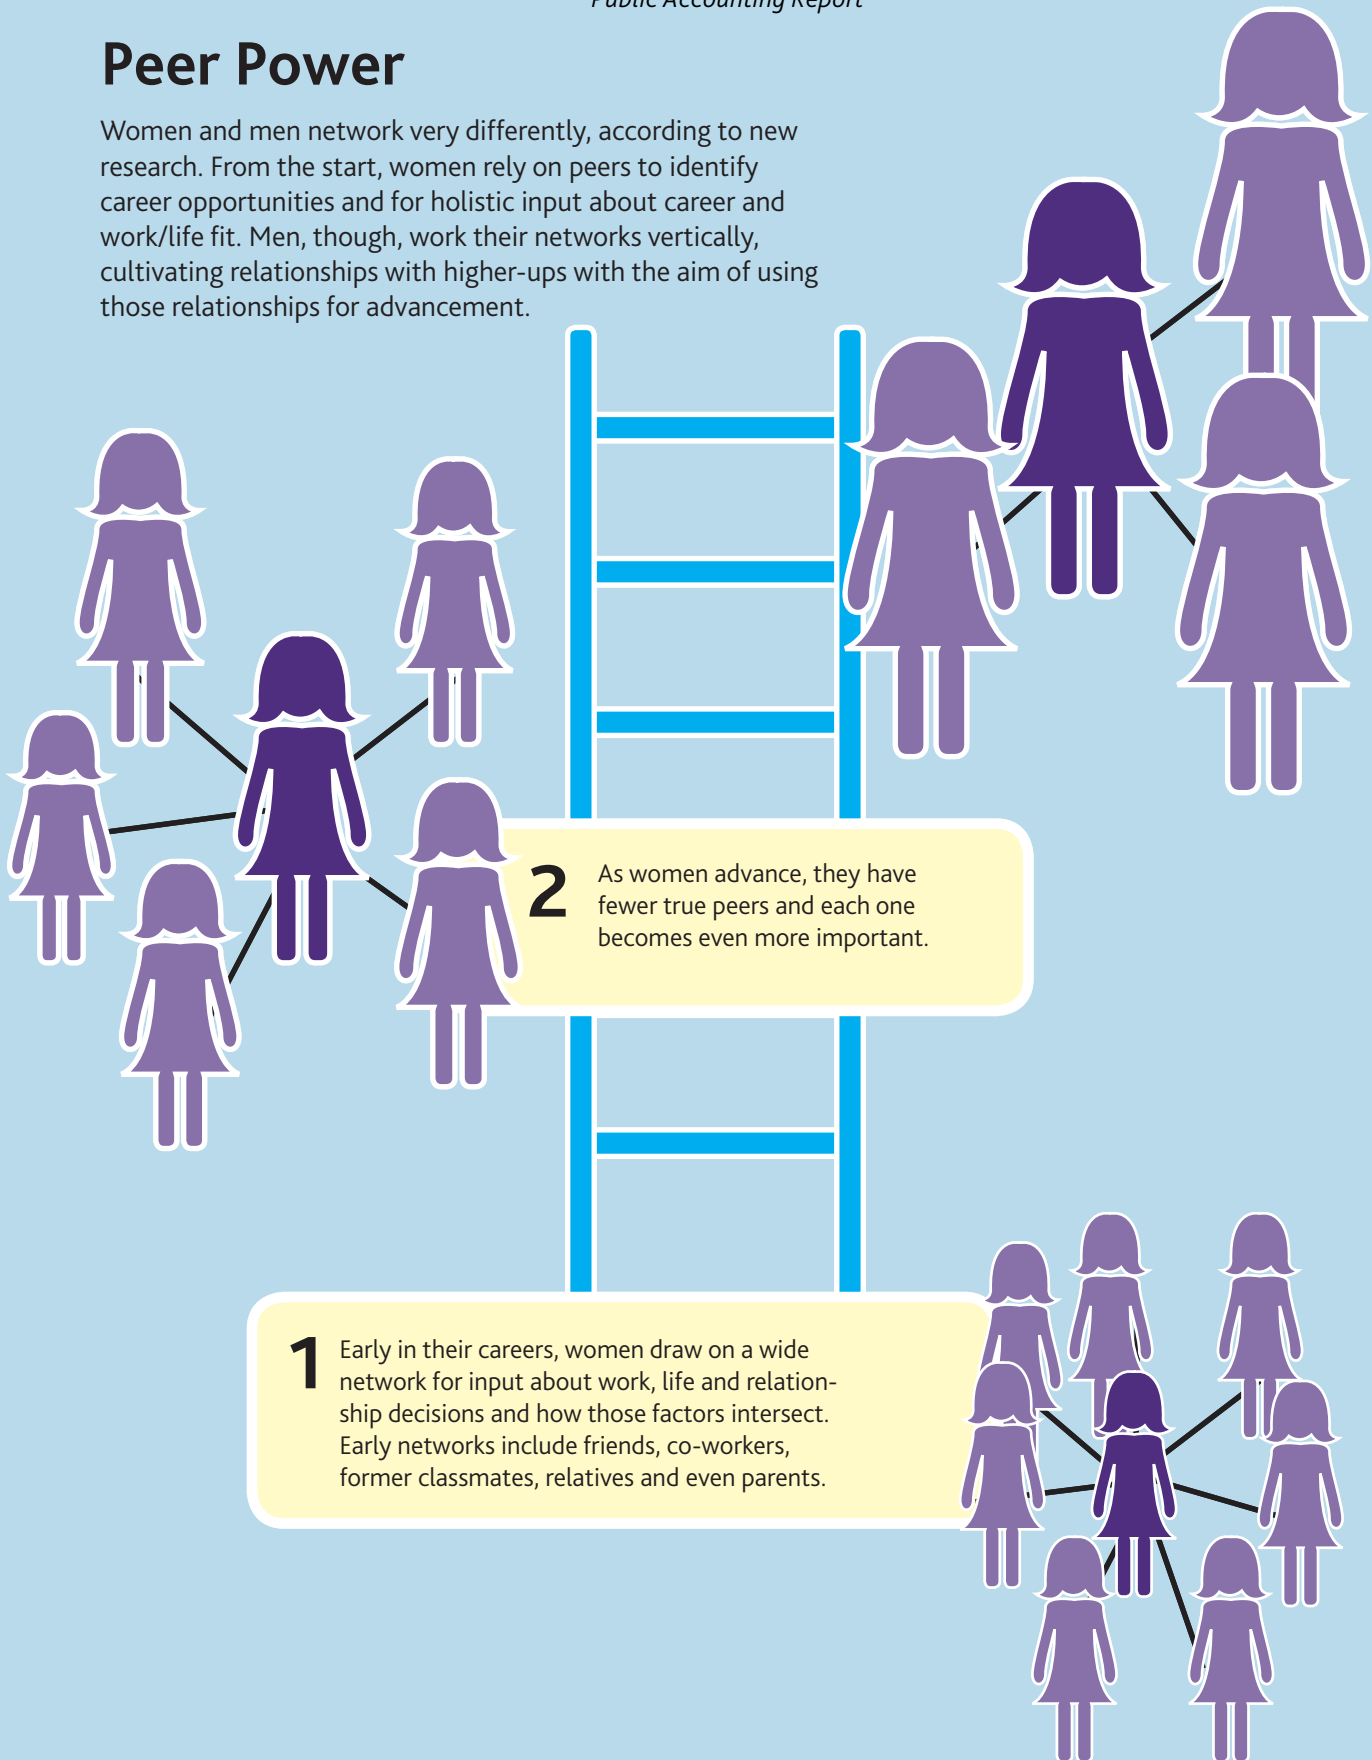 Public Accounting Report
Peer Power
Women and men network very differently, according to new
research. From the start, women rely on peers to identify
career opportunities and for holistic input about career and
work/life fit. Men, though, work their networks vertically,
cultivating relationships with higher-ups with the aim of using
those relationships for advancement.
2
As women advance, they have
fewer true peers and each one
becomes even more important.
1
Early in their careers, women draw on a wide
network for input about work, life and relation-
ship decisions and how those factors intersect.
Early networks include friends, co-workers,
former classmates, relatives and even parents.